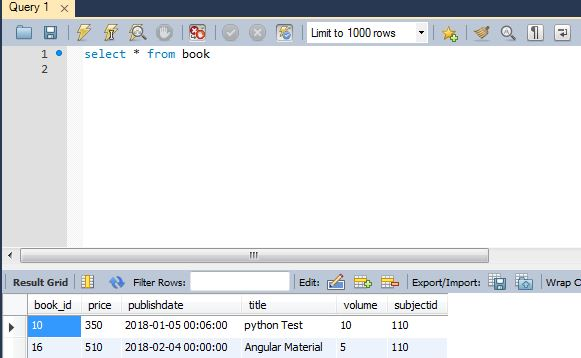 Query 1 ×
Limit to 1000 rows
1 select * from book
2
Result Grid Filter Rows: Edit: Export/Import: Wrap C
book_id price publishdate title volume subjectid
10 350 2018-01-05 00:06:00 python Test 10 110
16 510 2018-02-04 00:00:00 Angular Material 5 110